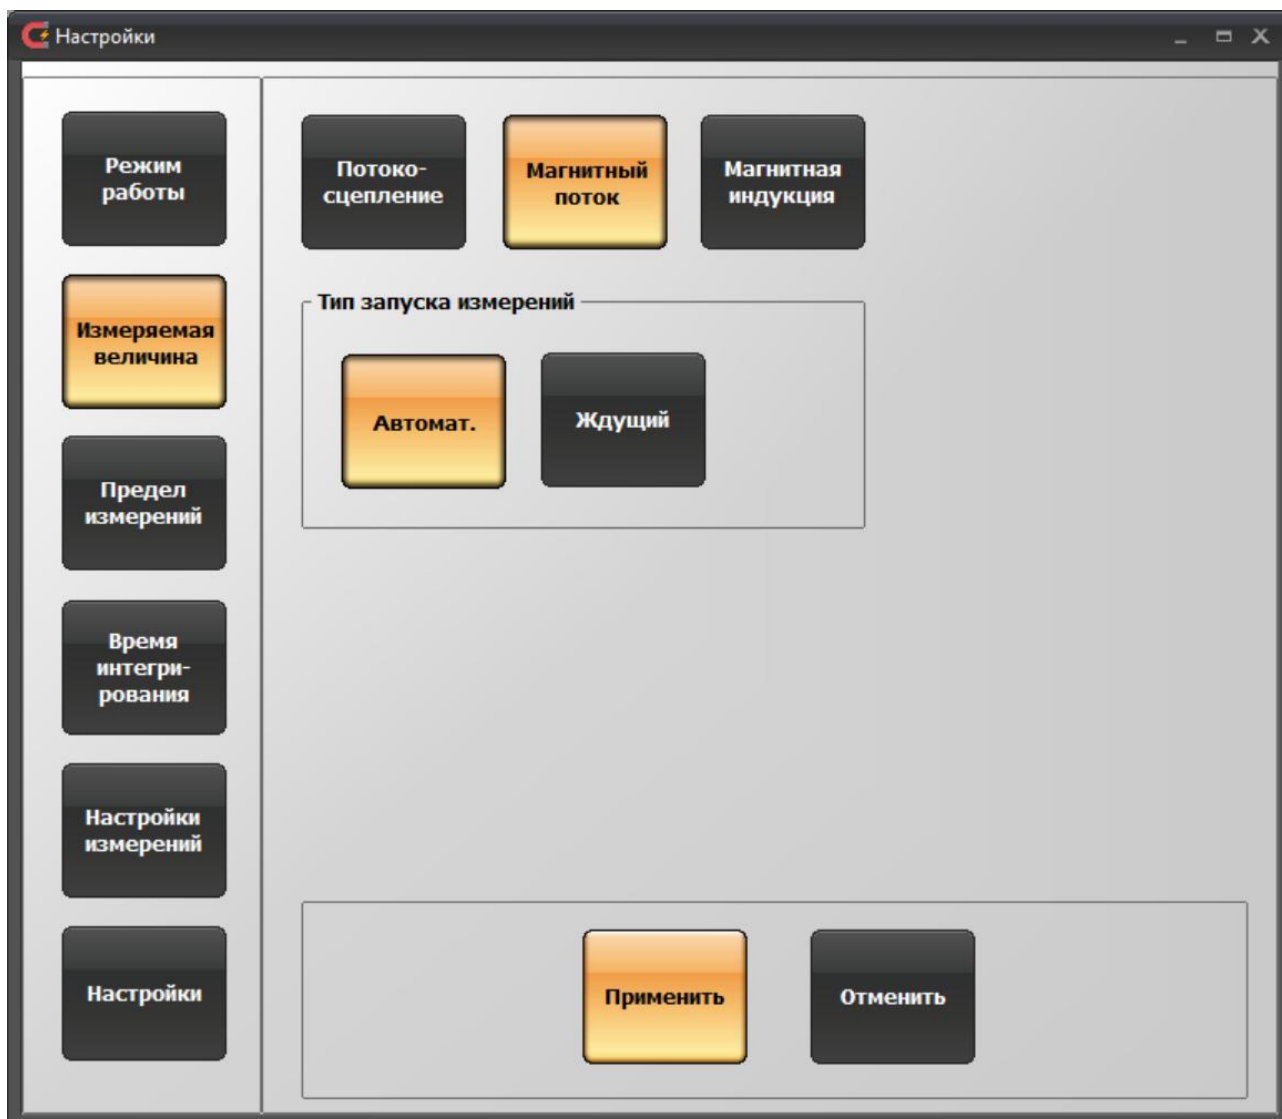 Настройки
Режим
работы
Измеряемая
величина
Предел
измерений
Время
интегри-
рования
Настройки
измерений
Настройки
Потоко-
сцепление
Магнитный
поток
Магнитная
индукция
Тип запуска измерений
Автомат.
Ждущий
Применить
Отменить